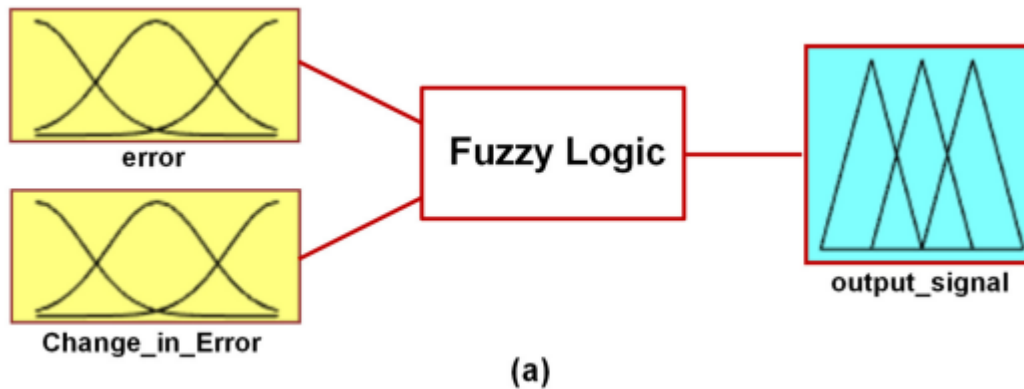 error
Fuzzy Logic
output_signal
Change_in_Error
(a)